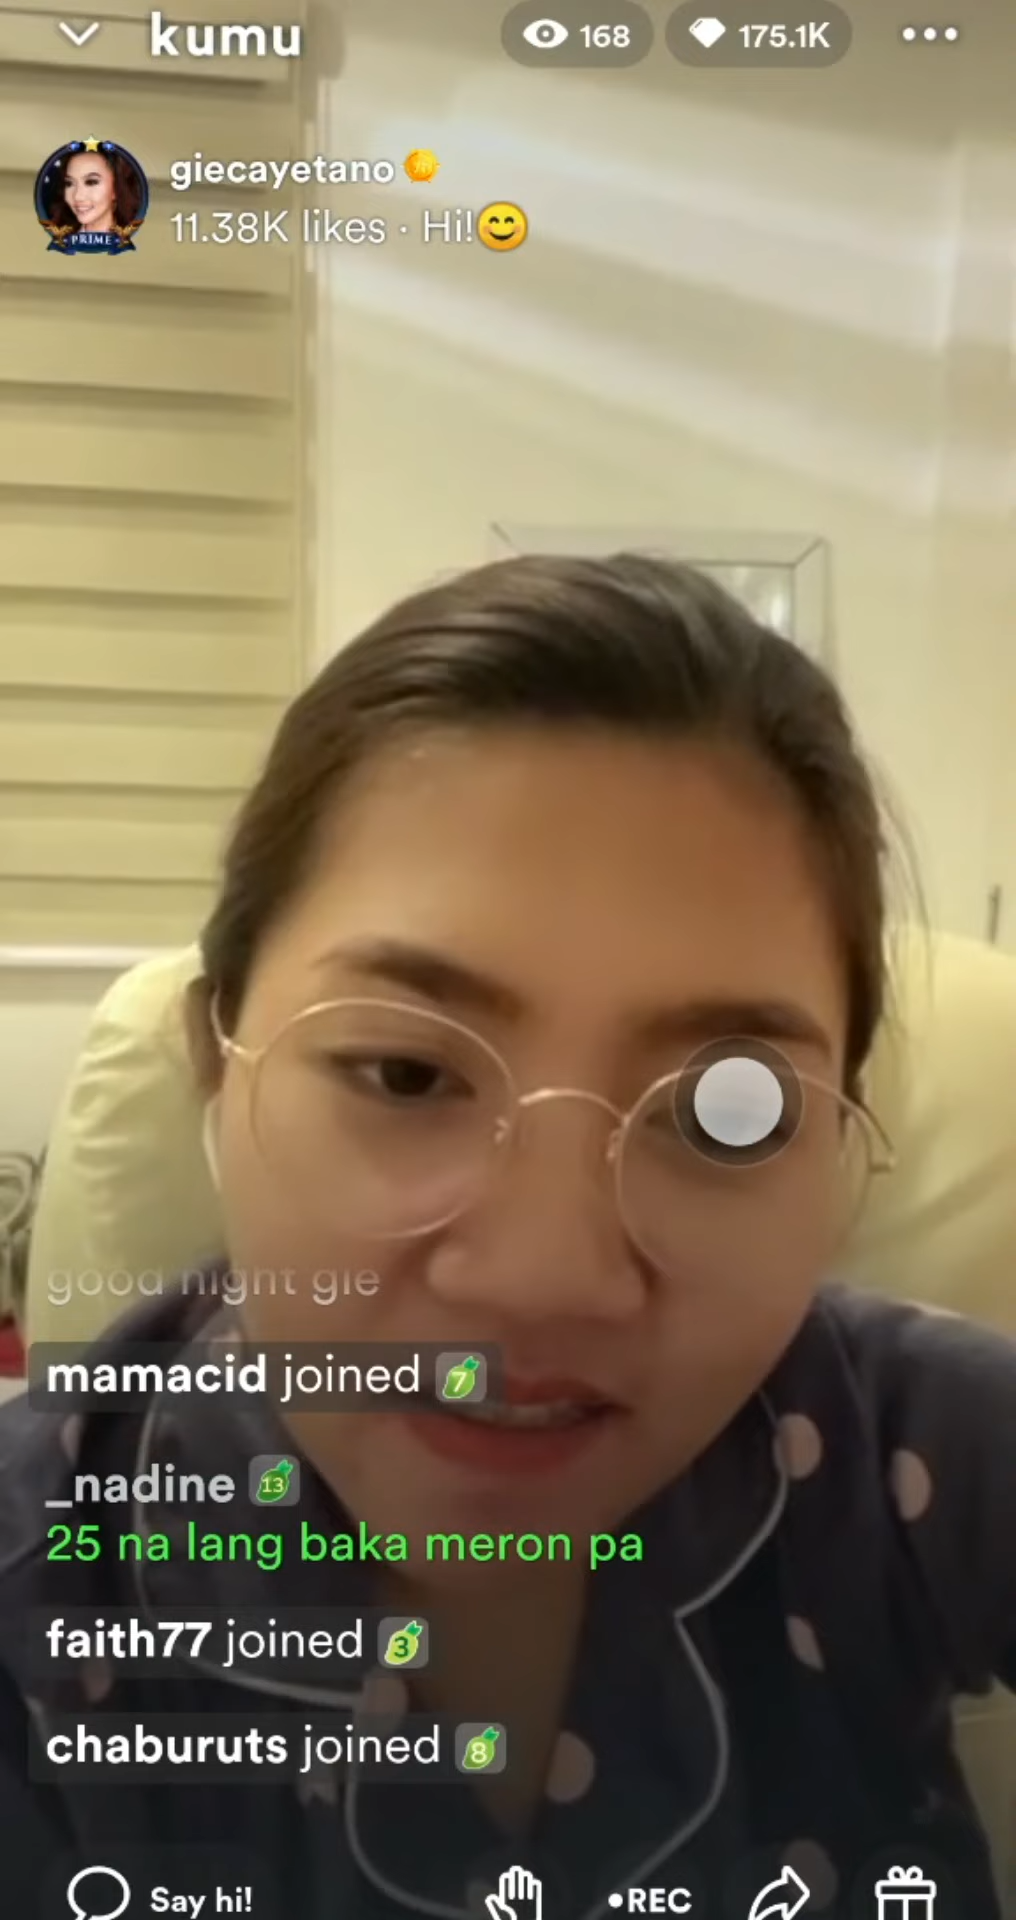 kumu 168 175.1K
giecayetano
11.38K likes · Hi!😊
PRIME
good night gie
mamacid joined 7
_nadine 13
25 na lang baka meron pa
faith77 joined 3
chaburuts joined 8
Say hi! •REC